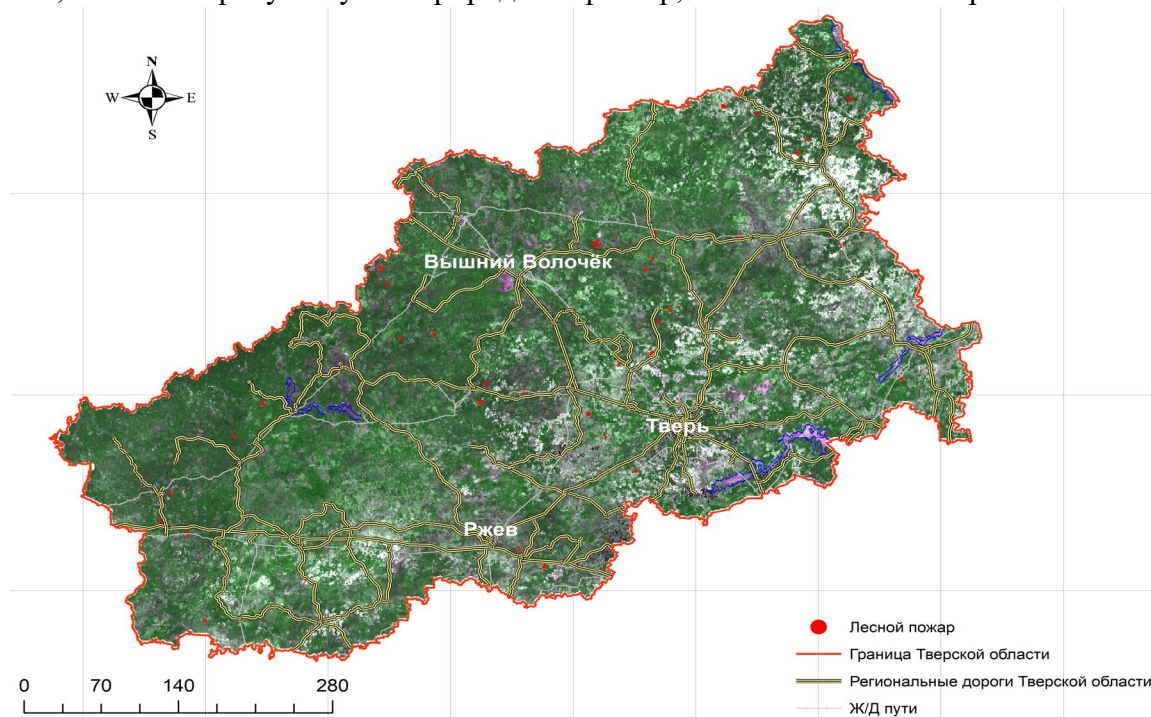 N
W E
S
Вышний Волочёк
Тверь
Ржев
Лесной пожар
Граница Тверской области
Региональные дороги Тверской области
Ж/Д пути
0 70 140 280